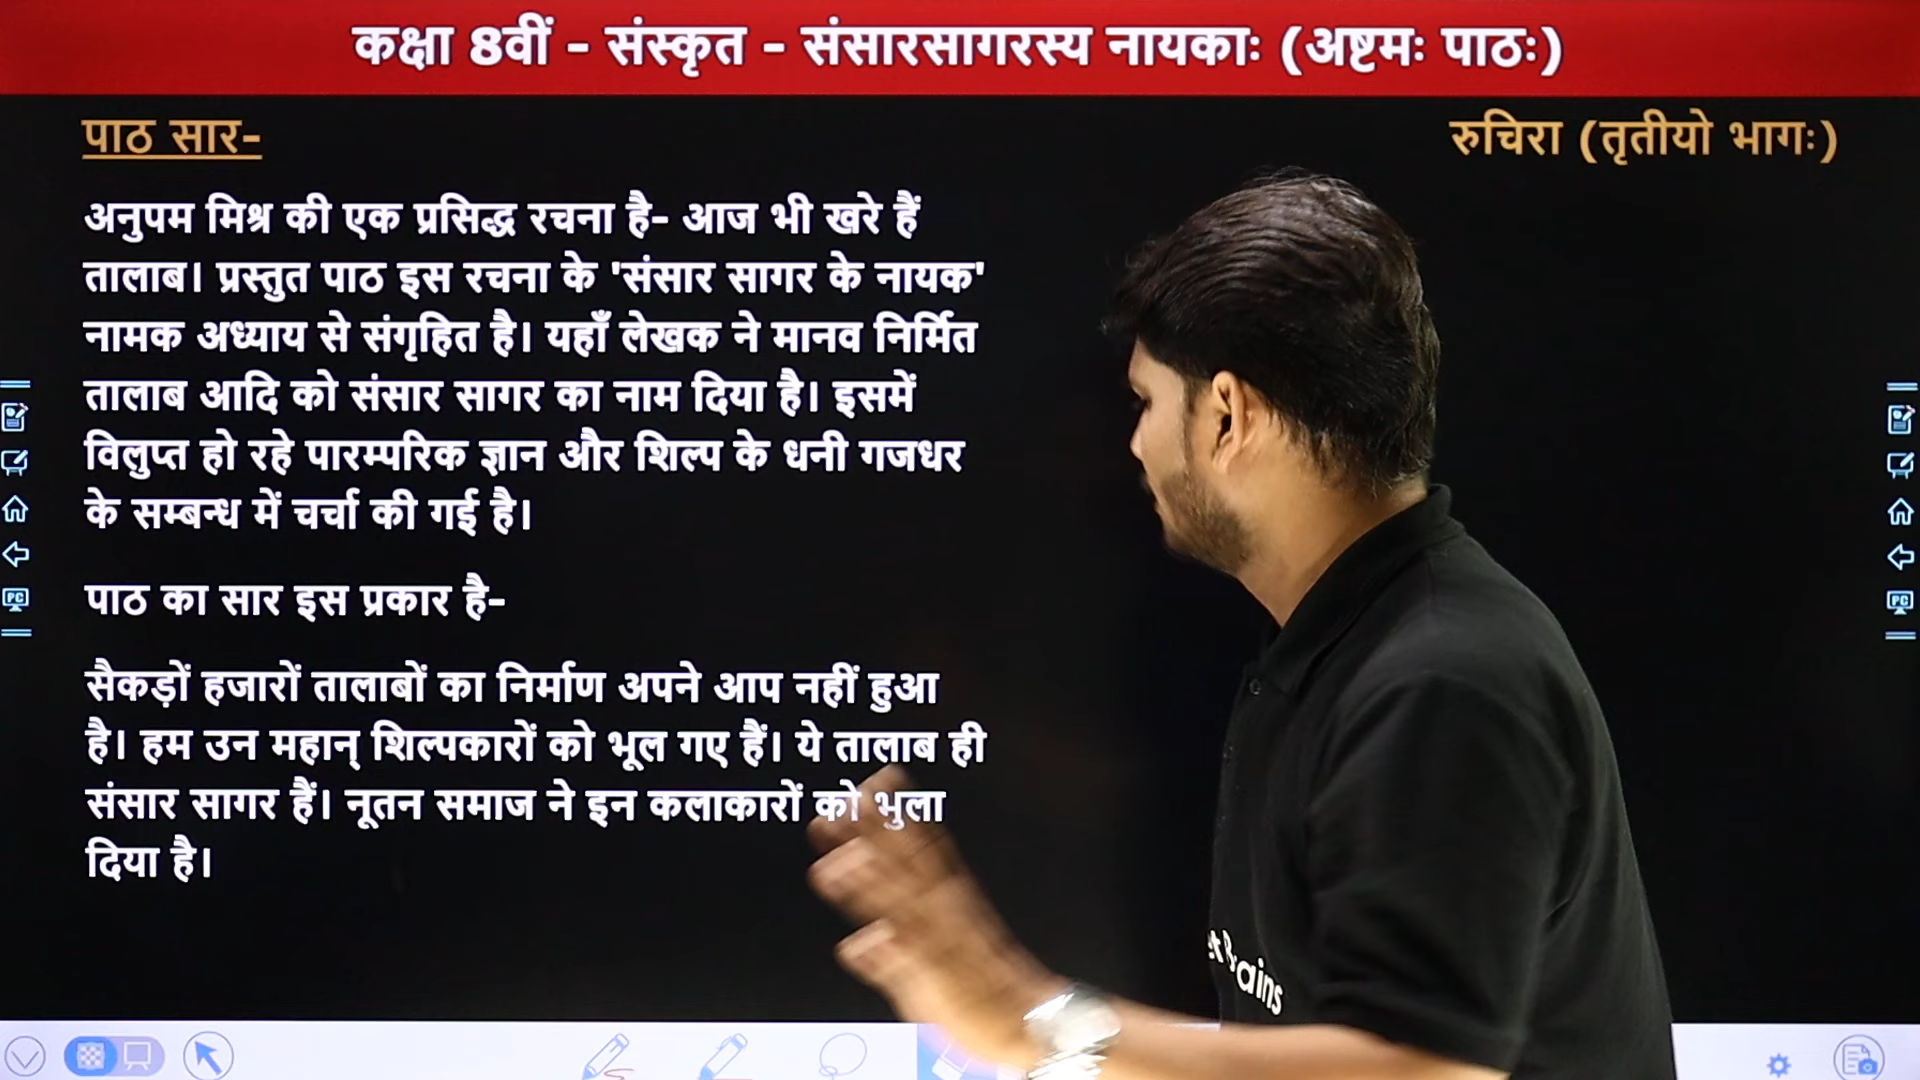 कक्षा 8वीं - संस्कृत - संसारसागरस्य नायकाः (अष्टमः पाठः)
पाठ सार-
रुचिरा (तृतीयो भागः)
अनुपम मिश्र की एक प्रसिद्ध रचना है- आज भी खरे हैं
तालाब। प्रस्तुत पाठ इस रचना के 'संसार सागर के नायक'
नामक अध्याय से संगृहित है। यहाँ लेखक ने मानव निर्मित
तालाब आदि को संसार सागर का नाम दिया है। इसमें
विलुप्त हो रहे पारम्परिक ज्ञान और शिल्प के धनी गजधर
के सम्बन्ध में चर्चा की गई है।
पाठ का सार इस प्रकार है-
सैकड़ों हजारों तालाबों का निर्माण अपने आप नहीं हुआ
है। हम उन महान् शिल्पकारों को भूल गए हैं। ये तालाब ही
संसार सागर हैं। नूतन समाज ने इन कलाकारों को भुला
दिया है।
PC
PC